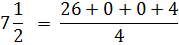 7 1/2 = (26 + 0 + 0 + 4)/4